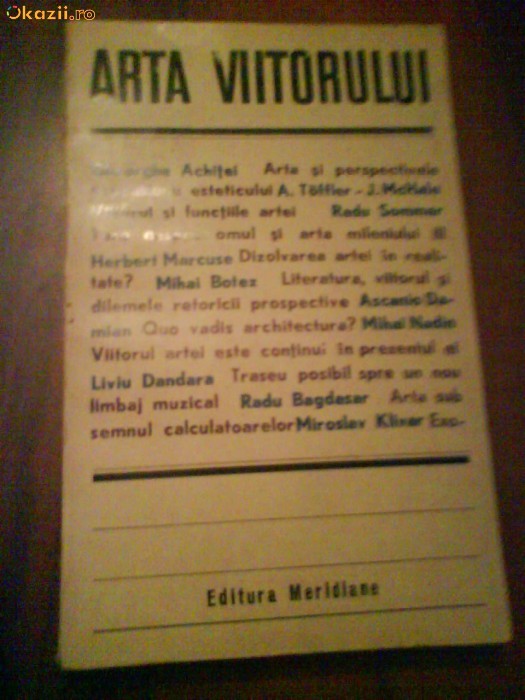 Okazii.ro
ARTA VIITORULUI
Gheorghe Achiței Arta și perspectivele
esteticului A. Töffler - J. McHale
și funcțiile artei Radu Sommer
omul și arta mileniului III
Herbert Marcuse Dizolvarea artei în reali-
tate? Mihai Botez Literatura, viitorul și
dilemele retoricii prospective Ascanio Da-
mian Quo vadis architectura? Mihai Nadin
Viitorul artei este conținut în prezentul ei
Liviu Dandara Traseu posibil spre un nou
limbaj muzical Radu Bagdasar Arta sub
semnul calculatoarelor Miroslav Klivar Exo-
Editura Meridiane